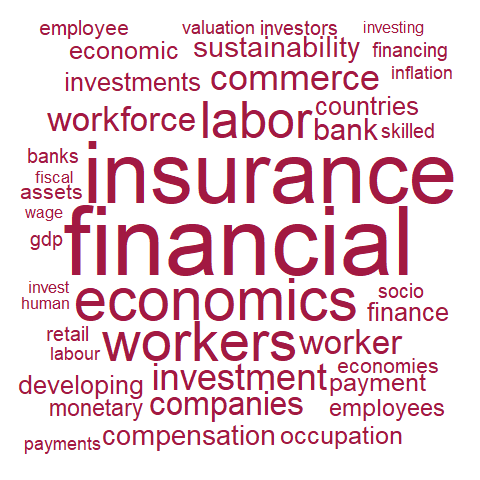 employee valuation investors investing
economic sustainability financing
investments commerce inflation
workforce labor countries
bank skilled
banks insurance
fiscal
assets
wage financial
gdp
invest economics socio
human finance
retail workers worker
labour
economies
developing investment payment
monetary companies employees
payments compensation occupation